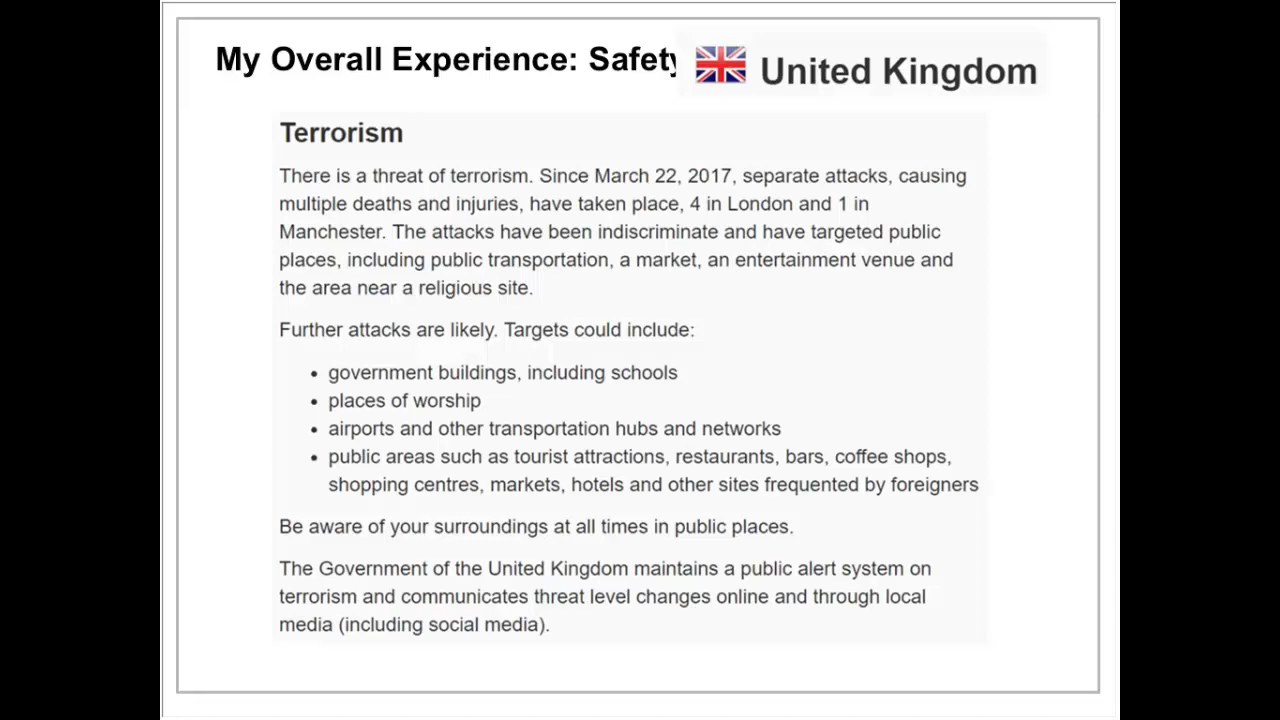 My Overall Experience: Safety
United Kingdom
Terrorism
There is a threat of terrorism. Since March 22, 2017, separate attacks, causing
multiple deaths and injuries, have taken place, 4 in London and 1 in
Manchester. The attacks have been indiscriminate and have targeted public
places, including public transportation, a market, an entertainment venue and
the area near a religious site.
Further attacks are likely. Targets could include:
• government buildings, including schools
• places of worship
• airports and other transportation hubs and networks
• public areas such as tourist attractions, restaurants, bars, coffee shops,
shopping centres, markets, hotels and other sites frequented by foreigners
Be aware of your surroundings at all times in public places.
The Government of the United Kingdom maintains a public alert system on
terrorism and communicates threat level changes online and through local
media (including social media).